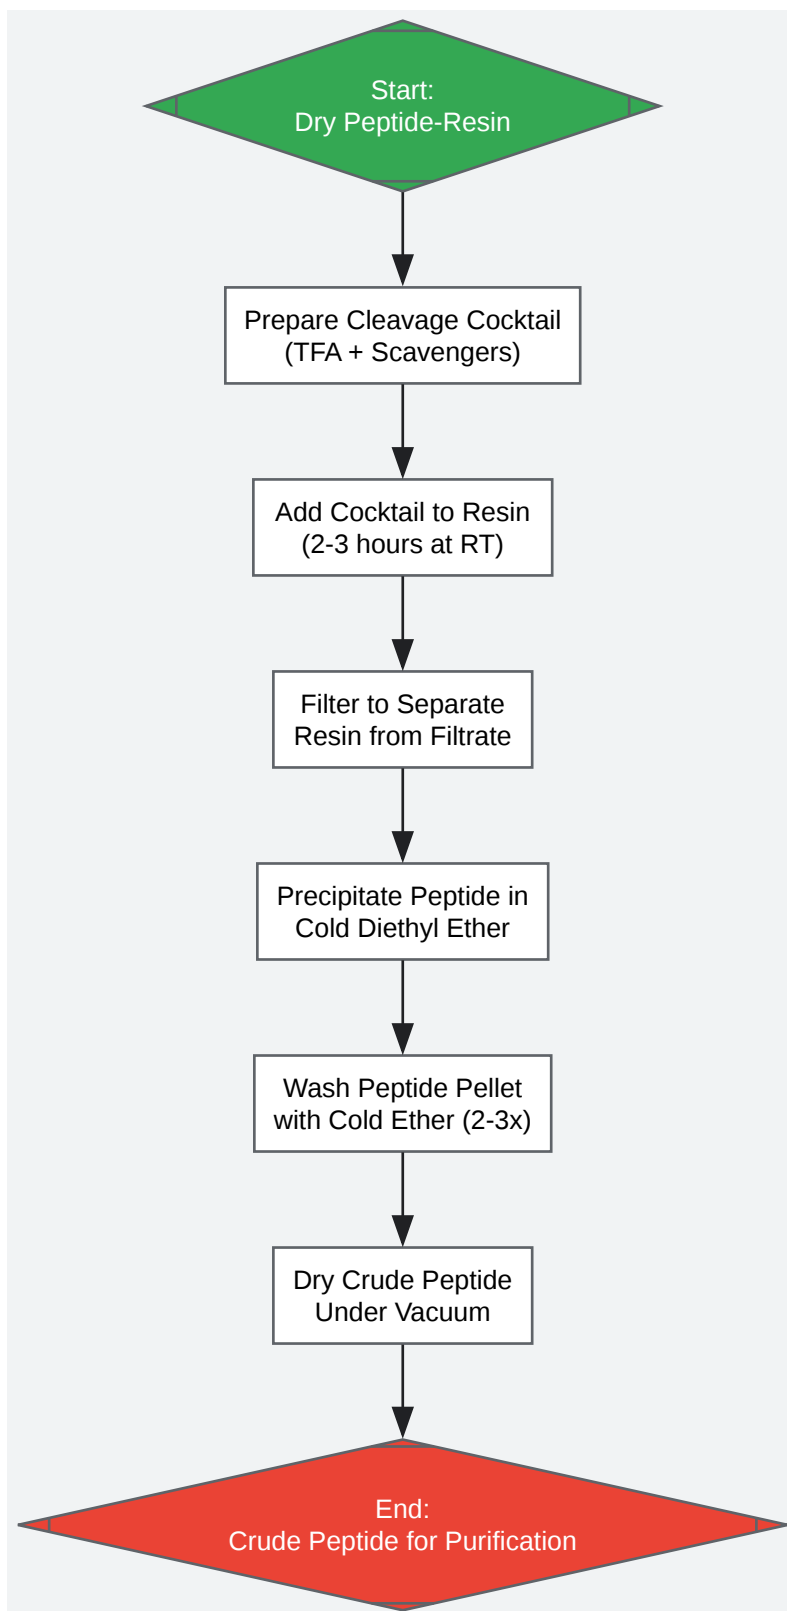 Start:
Dry Peptide-Resin
Prepare Cleavage Cocktail
(TFA + Scavengers)
Add Cocktail to Resin
(2-3 hours at RT)
Filter to Separate
Resin from Filtrate
Precipitate Peptide in
Cold Diethyl Ether
Wash Peptide Pellet
with Cold Ether (2-3x)
Dry Crude Peptide
Under Vacuum
End:
Crude Peptide for Purification